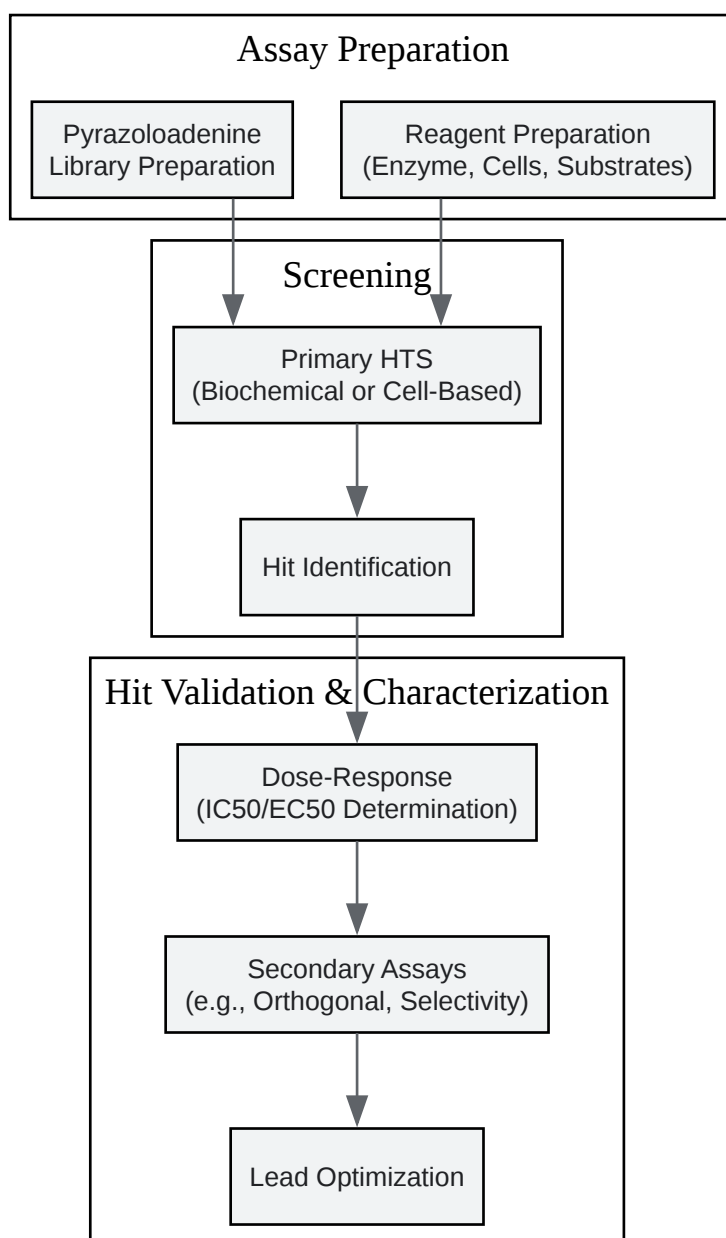 Assay Preparation
Pyrazoloadenine
Library Preparation
Reagent Preparation
(Enzyme, Cells, Substrates)
Screening
Primary HTS
(Biochemical or Cell-Based)
Hit Identification
Hit Validation & Characterization
Dose-Response
(IC50/EC50 Determination)
Secondary Assays
(e.g., Orthogonal, Selectivity)
Lead Optimization